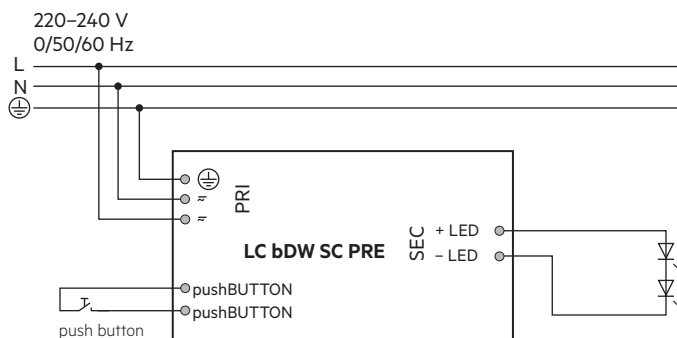 220–240 V
0/50/60 Hz
L
N
PRI
≂
≂
LC bDW SC PRE
SEC
+ LED
– LED
pushBUTTON
pushBUTTON
push button